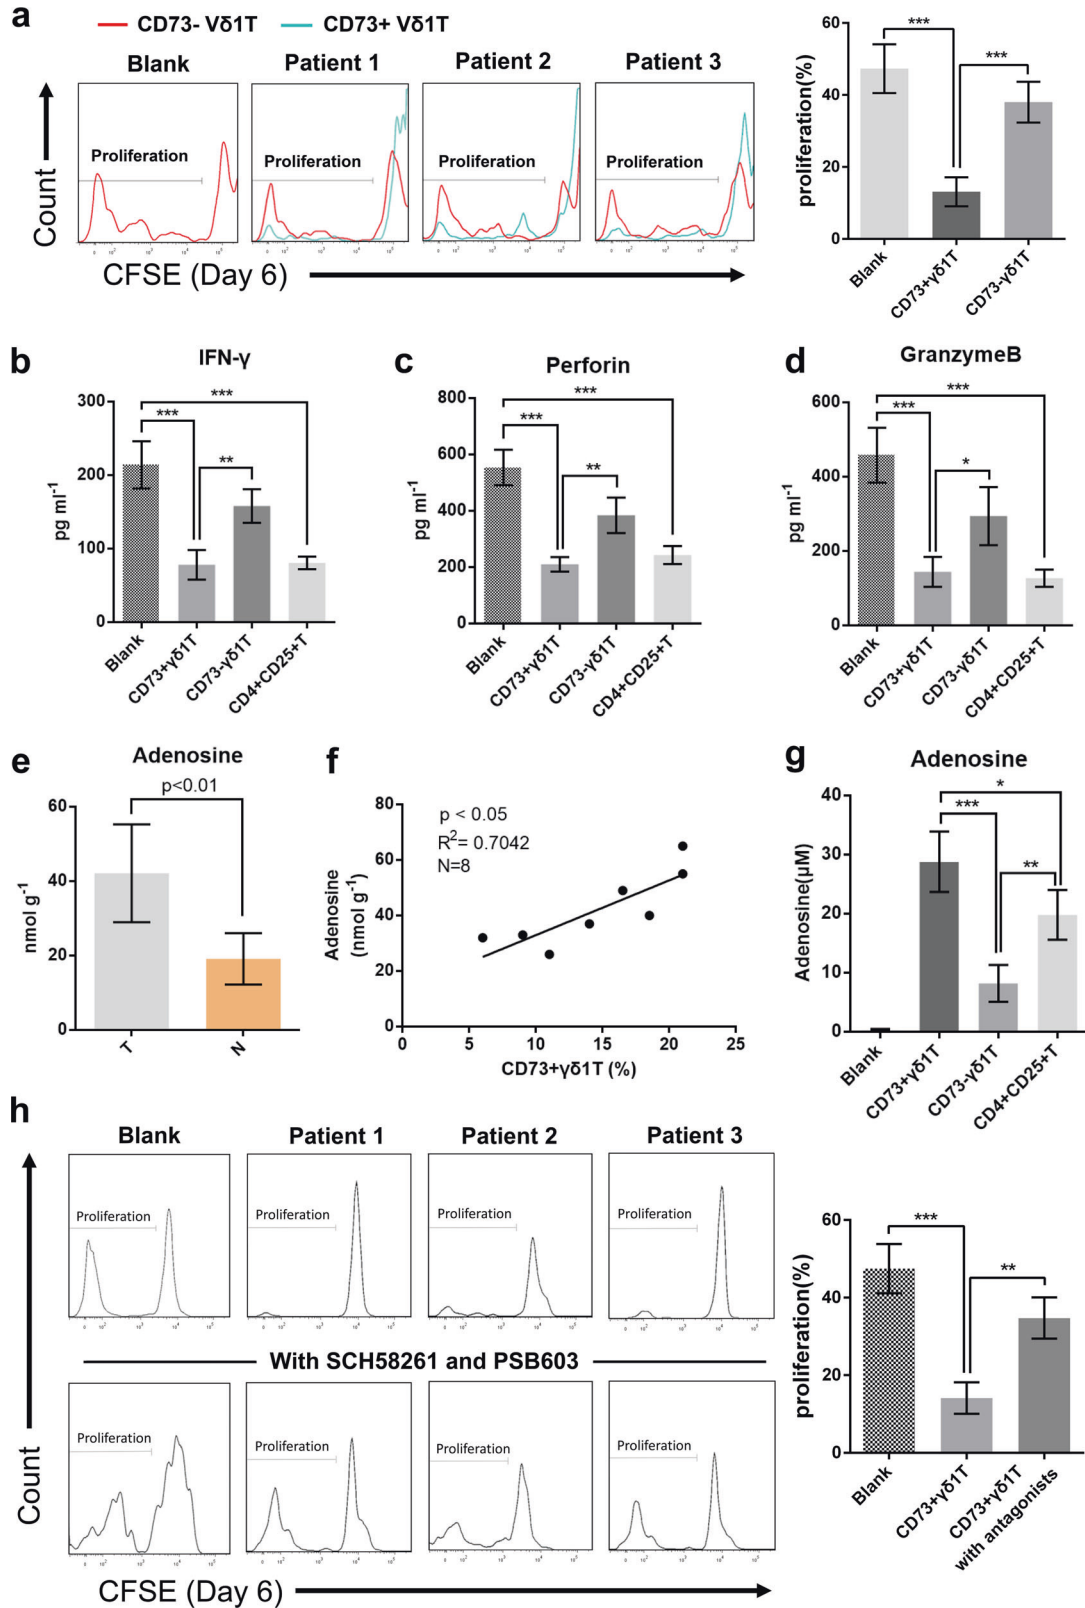 a
CD73- Vδ1T
CD73+ Vδ1T
Blank
Patient 1
Patient 2
Patient 3
Proliferation
Proliferation
Proliferation
Proliferation
Count
CFSE (Day 6)
proliferation(%)
60
40
20
0
***
***
Blank
CD73+γδ1T
CD73-γδ1T
b
IFN-γ
pg ml-1
300
200
100
0
***
***
**
Blank
CD73+γδ1T
CD73-γδ1T
CD4+CD25+T
c
Perforin
pg ml-1
800
600
400
200
0
***
***
**
Blank
CD73+γδ1T
CD73-γδ1T
CD4+CD25+T
d
GranzymeB
pg ml-1
600
400
200
0
***
***
*
Blank
CD73+γδ1T
CD73-γδ1T
CD4+CD25+T
e
Adenosine
p<0.01
nmol g-1
60
40
20
0
T
N
f
p < 0.05
R2= 0.7042
N=8
Adenosine
(nmol g-1)
80
60
40
20
0
0 5 10 15 20 25
CD73+γδ1T (%)
g
Adenosine
Adenosine(μM)
40
30
20
10
0
*
***
**
Blank
CD73+γδ1T
CD73-γδ1T
CD4+CD25+T
h
Blank
Patient 1
Patient 2
Patient 3
Proliferation
Proliferation
Proliferation
Proliferation
With SCH58261 and PSB603
Proliferation
Proliferation
Proliferation
Proliferation
Count
CFSE (Day 6)
proliferation(%)
60
40
20
0
***
**
Blank
CD73+γδ1T
CD73+γδ1T
with antagonists